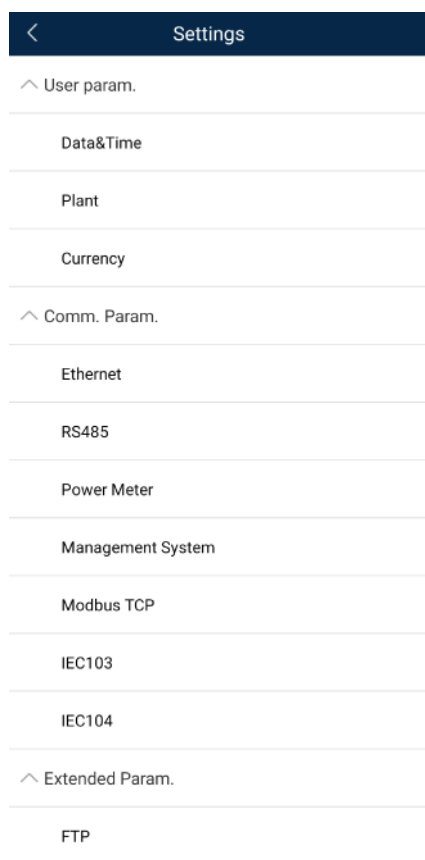 Settings
User param.
Data&Time
Plant
Currency
Comm. Param.
Ethernet
RS485
Power Meter
Management System
Modbus TCP
IEC103
IEC104
Extended Param.
FTP